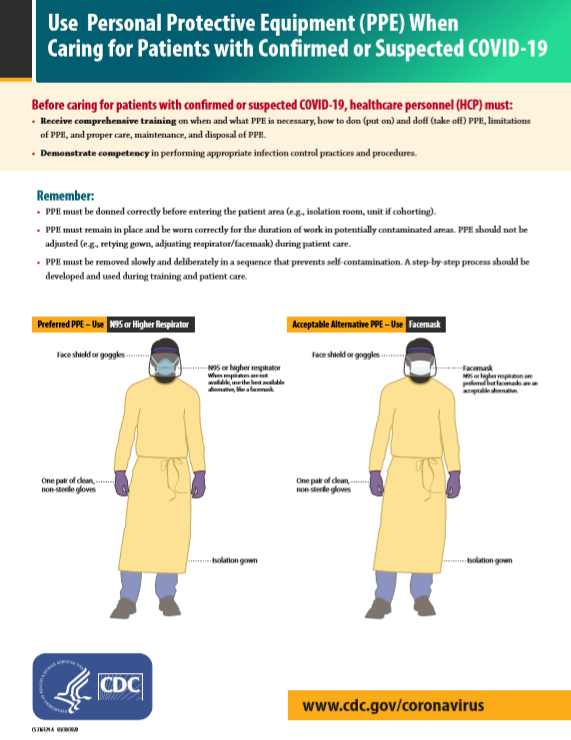 Use Personal Protective Equipment (PPE) When
Caring for Patients with Confirmed or Suspected COVID-19
Before caring for patients with confirmed or suspected COVID-19, healthcare personnel (HCP) must:
• Receive comprehensive training on when and what PPE is necessary, how to don (put on) and doff (take off) PPE, limitations
of PPE, and proper care, maintenance, and disposal of PPE.
• Demonstrate competency in performing appropriate infection control practices and procedures.
Remember:
• PPE must be donned correctly before entering the patient area (e.g., isolation room, unit if cohorting).
• PPE must remain in place and be worn correctly for the duration of work in potentially contaminated areas. PPE should not be
adjusted (e.g., retying gown, adjusting respirator/facemask) during patient care.
• PPE must be removed slowly and deliberately in a sequence that prevents self-contamination. A step-by-step process should be
developed and used during training and patient care.
Preferred PPE – Use N95 or Higher Respirator
Face shield or goggles
N95 or higher respirator
When respirators are not
available, use the best available
alternative, like a facemask.
One pair of clean,
non-sterile gloves
Isolation gown
Acceptable Alternative PPE – Use Facemask
Face shield or goggles
Facemask
N95 or higher respirators are
preferred but facemasks are an
acceptable alternative.
One pair of clean,
non-sterile gloves
Isolation gown
CDC
www.cdc.gov/coronavirus